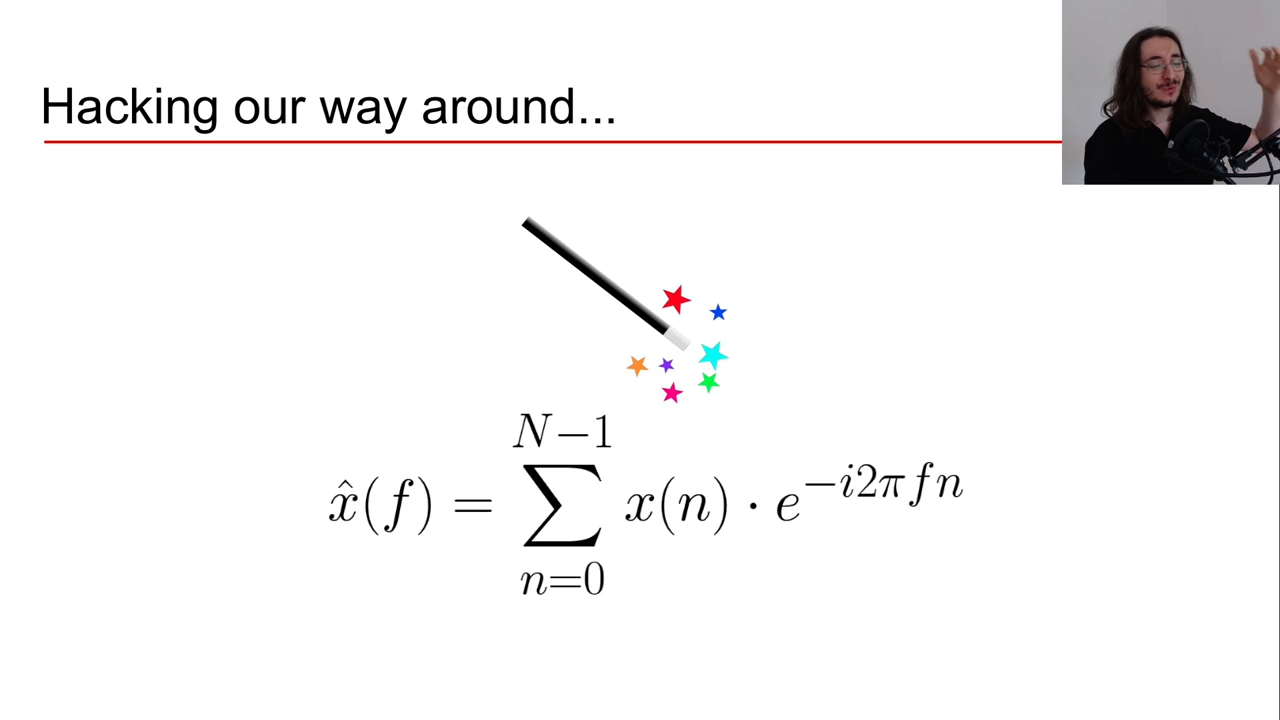 Hacking our way around...
N−1
x̂(f) = ∑ x(n) · e^{−i2πfn}
n=0